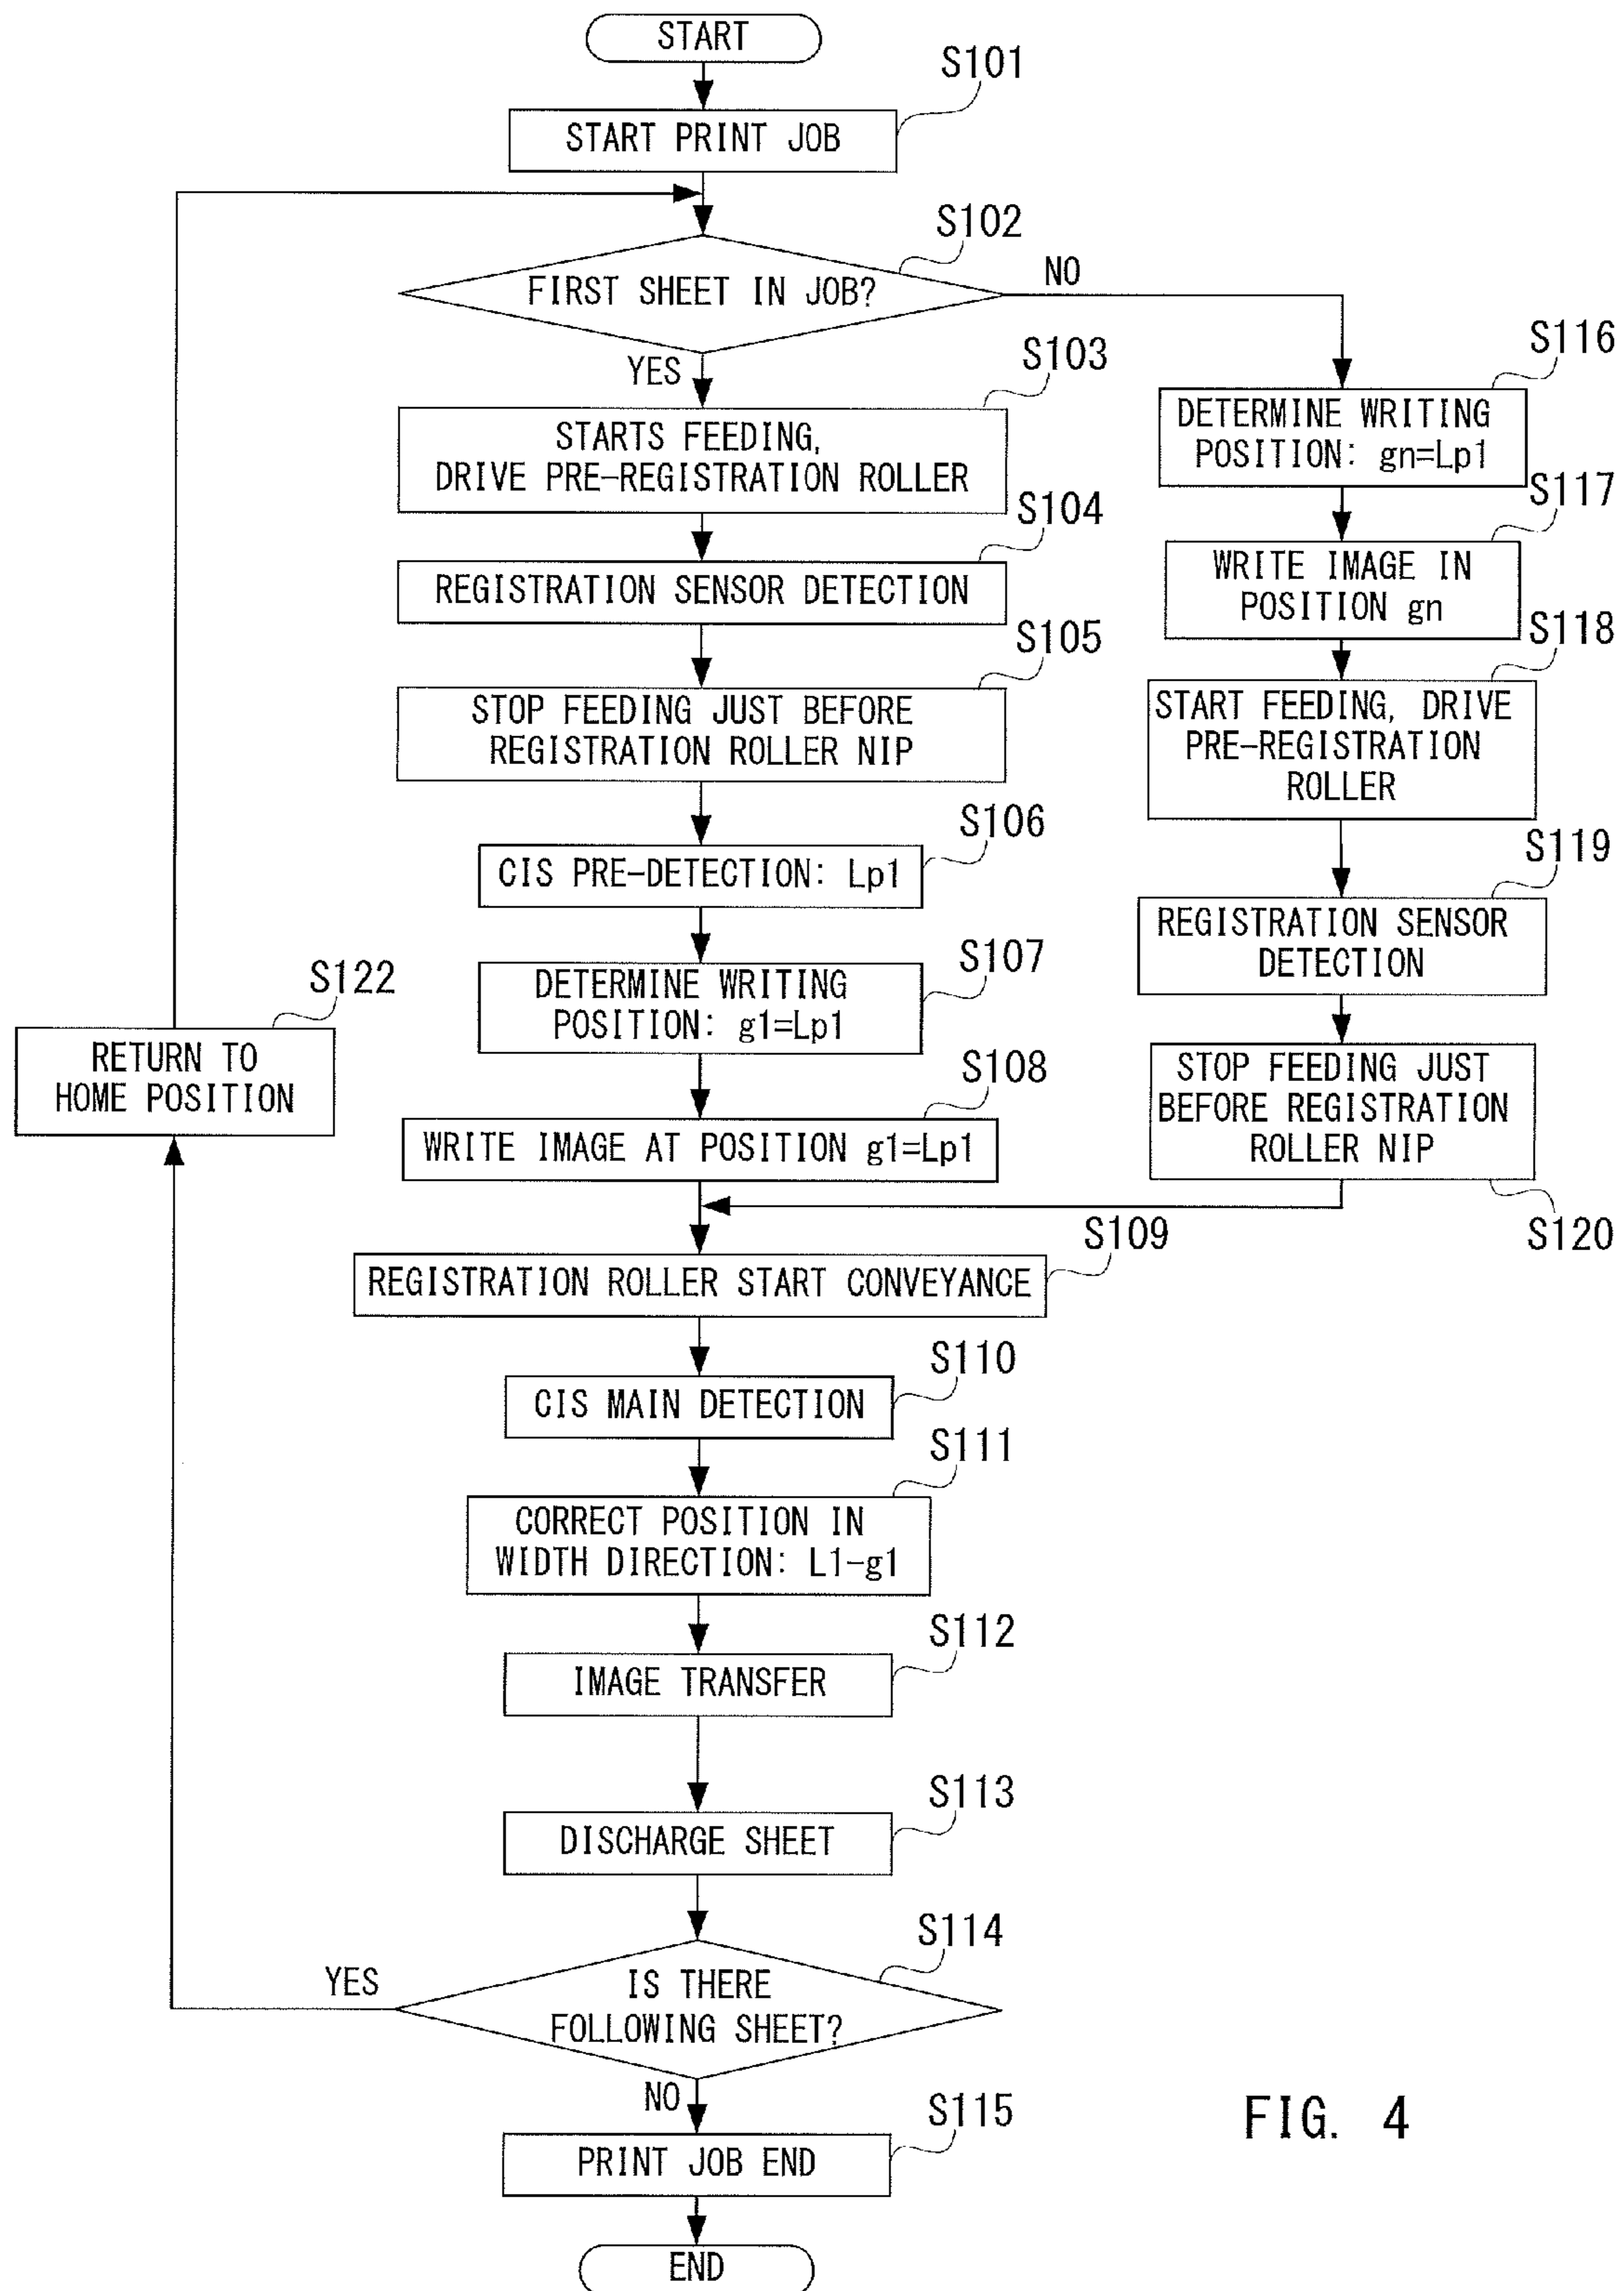 START
S101
START PRINT JOB
S102
FIRST SHEET IN JOB?
NO
YES
S103
STARTS FEEDING,
DRIVE PRE-REGISTRATION ROLLER
S104
REGISTRATION SENSOR DETECTION
S105
STOP FEEDING JUST BEFORE
REGISTRATION ROLLER NIP
S106
CIS PRE-DETECTION: Lp1
S107
DETERMINE WRITING
POSITION: g1=Lp1
S108
WRITE IMAGE AT POSITION g1=Lp1
S116
DETERMINE WRITING
POSITION: gn=Lp1
S117
WRITE IMAGE IN
POSITION gn
S118
START FEEDING, DRIVE
PRE-REGISTRATION
ROLLER
S119
REGISTRATION SENSOR
DETECTION
STOP FEEDING JUST
BEFORE REGISTRATION
ROLLER NIP
S120
S109
REGISTRATION ROLLER START CONVEYANCE
S110
CIS MAIN DETECTION
S111
CORRECT POSITION IN
WIDTH DIRECTION: L1-g1
S112
IMAGE TRANSFER
S113
DISCHARGE SHEET
S114
IS THERE
FOLLOWING SHEET?
YES
S122
RETURN TO
HOME POSITION
NO
S115
PRINT JOB END
END
FIG. 4